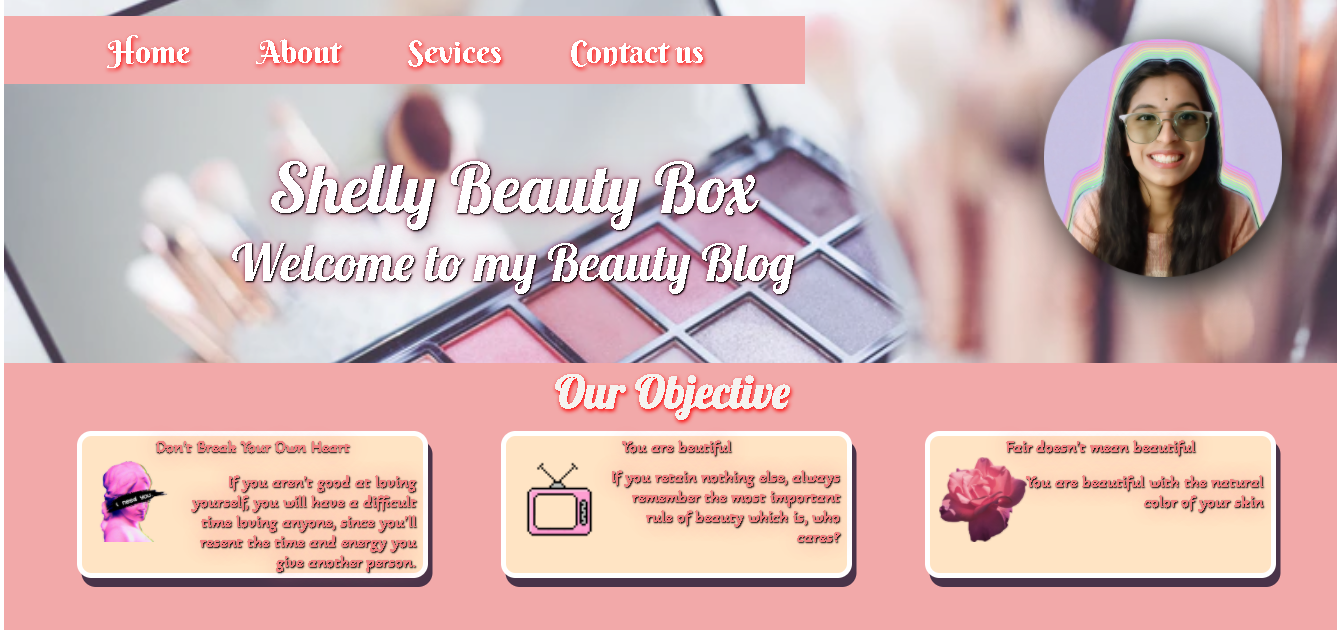 Home About Sevices Contact us
Shelly Beauty Box
Welcome to my Beauty Blog
Our Objective
Don't Break Your Own Heart
I NEED YOU
If you aren't good at loving
yourself, you will have a difficult
time loving anyone, since you'll
resent the time and energy you
give another person.
You are beutiful
If you retain nothing else, always
remember the most important
rule of beauty which is, who
cares?
Fair doesn't mean beautiful
You are beautiful with the natural
color of your skin